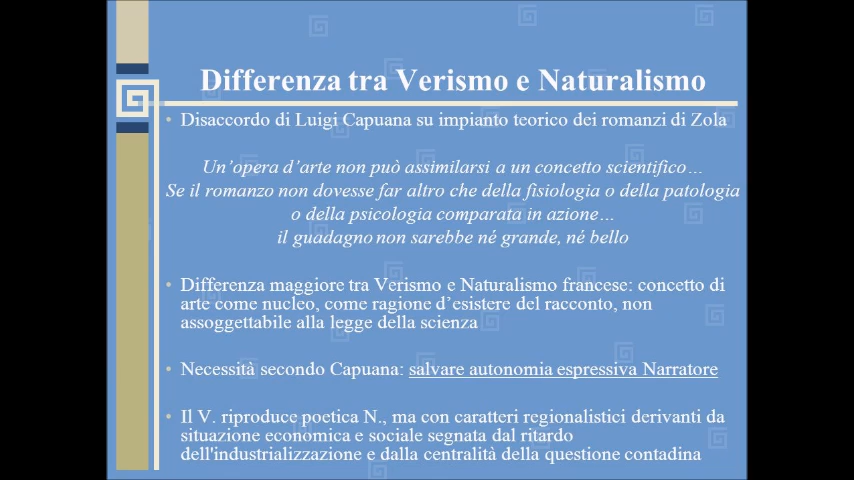 Differenza tra Verismo e Naturalismo
• Disaccordo di Luigi Capuana su impianto teorico dei romanzi di Zola
Un'opera d'arte non può assimilarsi a un concetto scientifico…
Se il romanzo non dovesse far altro che della fisiologia o della patologia
o della psicologia comparata in azione…
il guadagno non sarebbe né grande, né bello
• Differenza maggiore tra Verismo e Naturalismo francese: concetto di
arte come nucleo, come ragione d'esistere del racconto, non
assoggettabile alla legge della scienza
• Necessità secondo Capuana: salvare autonomia espressiva Narratore
• Il V. riproduce poetica N., ma con caratteri regionalistici derivanti da
situazione economica e sociale segnata dal ritardo
dell'industrializzazione e dalla centralità della questione contadina